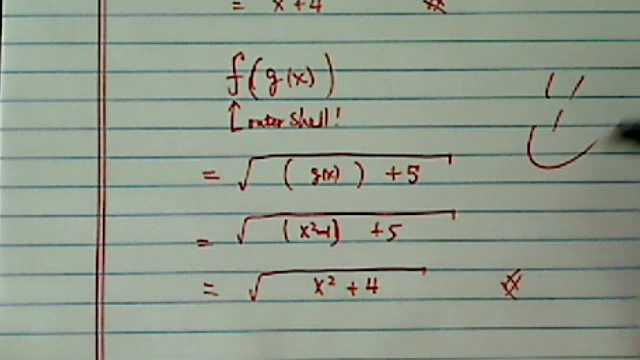 = x + 4
f(g(x))
↑ outer shell!
= √( g(x) ) + 5
= √(x²-1) + 5
= √x² + 4